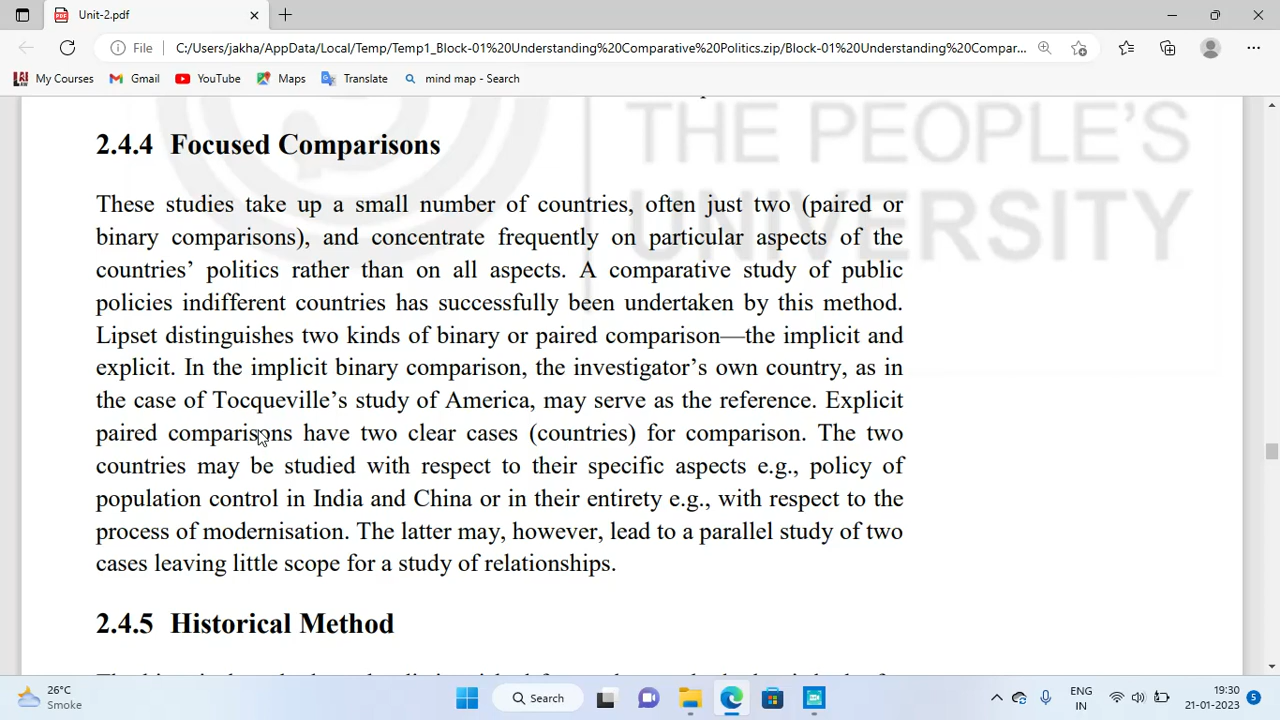 Unit-2.pdf
File C:/Users/jakha/AppData/Local/Temp/Temp1_Block-01%20Understanding%20Comparative%20Politics.zip/Block-01%20Understanding%20Compar...
My Courses Gmail YouTube Maps Translate mind map - Search
THE PEOPLE'S
UNIVERSITY
2.4.4 Focused Comparisons
These studies take up a small number of countries, often just two (paired or
binary comparisons), and concentrate frequently on particular aspects of the
countries’ politics rather than on all aspects. A comparative study of public
policies indifferent countries has successfully been undertaken by this method.
Lipset distinguishes two kinds of binary or paired comparison—the implicit and
explicit. In the implicit binary comparison, the investigator’s own country, as in
the case of Tocqueville’s study of America, may serve as the reference. Explicit
paired comparisons have two clear cases (countries) for comparison. The two
countries may be studied with respect to their specific aspects e.g., policy of
population control in India and China or in their entirety e.g., with respect to the
process of modernisation. The latter may, however, lead to a parallel study of two
cases leaving little scope for a study of relationships.
2.4.5 Historical Method
26°C
Smoke
Search
ENG
IN
19:30
21-01-2023
5